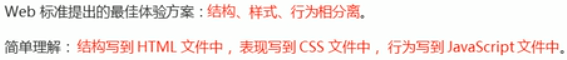 Web 标准提出的最佳体验方案：结构、样式、行为相分离。
简单理解： 结构写到 HTML 文件中， 表现写到 CSS 文件中， 行为写到 JavaScript 文件中。